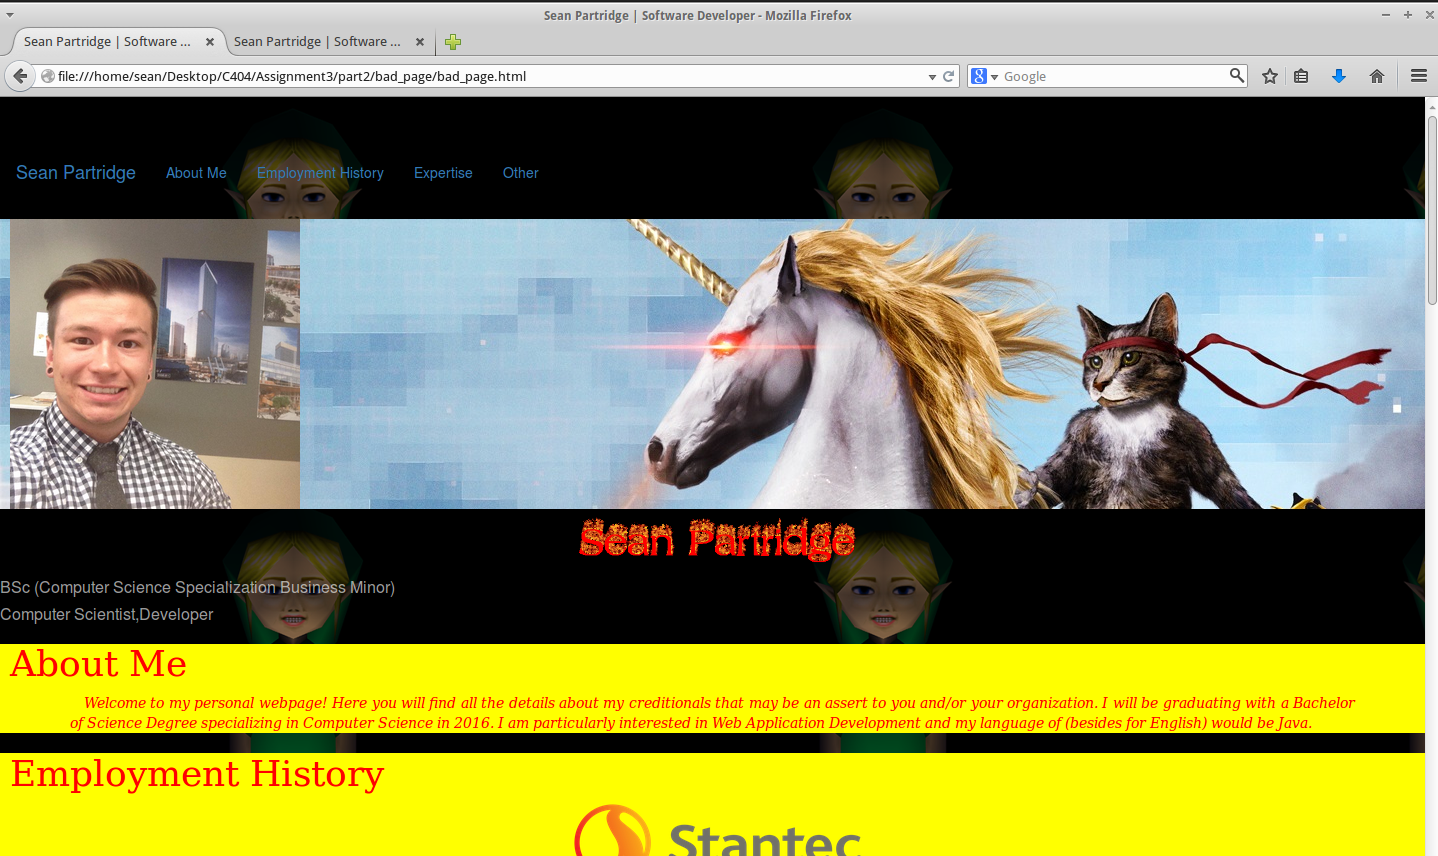 Sean Partridge | Software Developer - Mozilla Firefox
Sean Partridge | Software ... Sean Partridge | Software ...
file:///home/sean/Desktop/C404/Assignment3/part2/bad_page/bad_page.html
8 Google
Sean Partridge About Me Employment History Expertise Other
Sean Partridge
BSc (Computer Science Specialization Business Minor)
Computer Scientist,Developer
About Me
Welcome to my personal webpage! Here you will find all the details about my creditionals that may be an assert to you and/or your organization. I will be graduating with a Bachelor
of Science Degree specializing in Computer Science in 2016. I am particularly interested in Web Application Development and my language of (besides for English) would be Java.
Employment History
Stantec